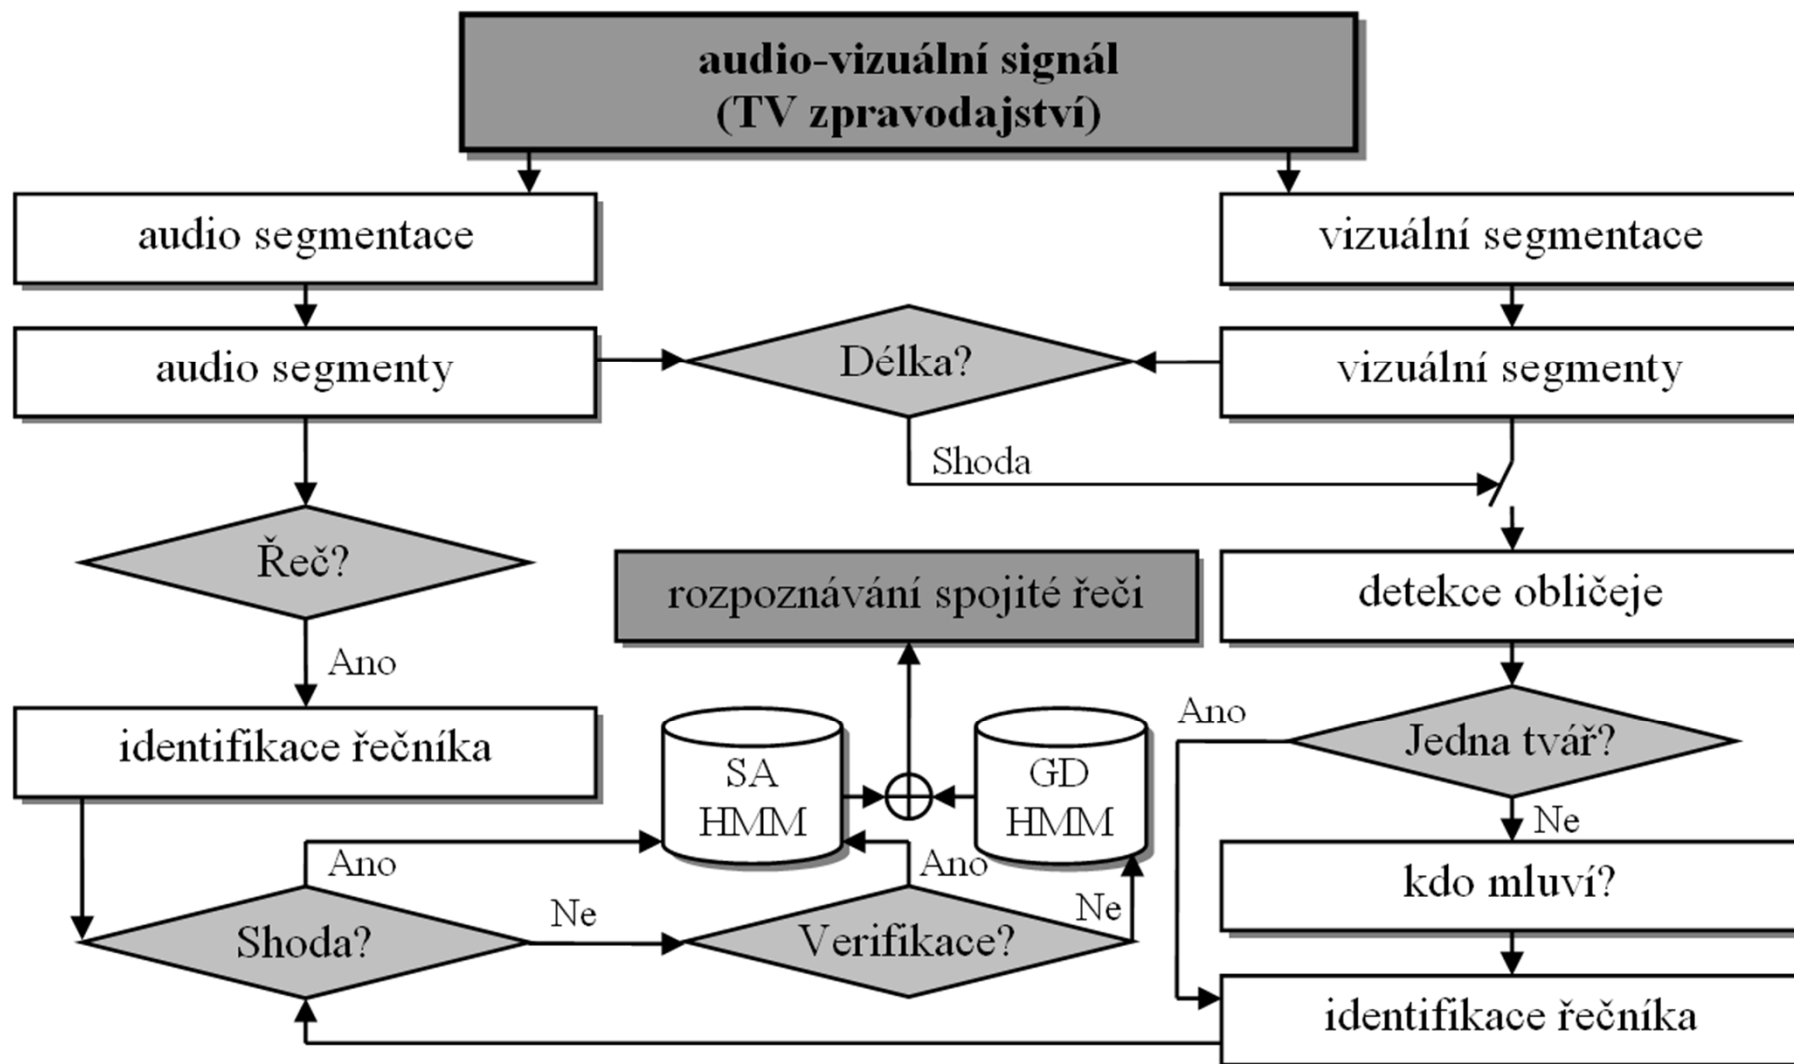 audio-vizuální signál
(TV zpravodajství)
audio segmentace
vizuální segmentace
audio segmenty
Délka?
vizuální segmenty
Shoda
Řeč?
rozpoznávání spojité řeči
detekce obličeje
Ano
Ano
identifikace řečníka
SA
HMM
GD
HMM
Jedna tvář?
Ne
Ano
Ano
kdo mluví?
Ne
Ne
Shoda?
Verifikace?
identifikace řečníka